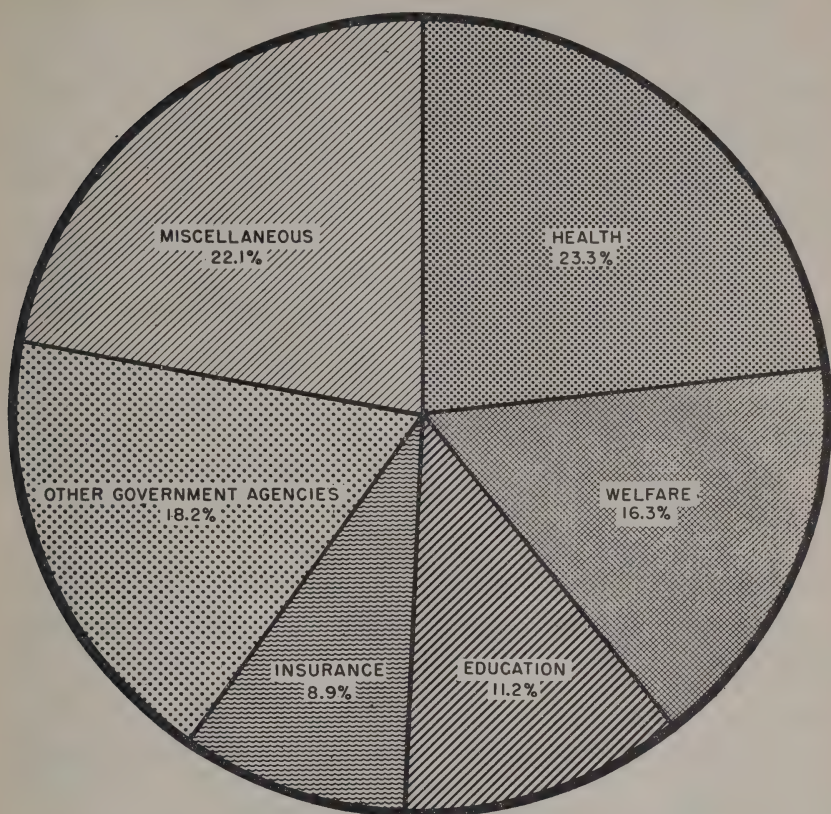 MISCELLANEOUS
22.1%
HEALTH
23.3%
OTHER GOVERNMENT AGENCIES
18.2%
WELFARE
16.3%
INSURANCE
8.9%
EDUCATION
11.2%